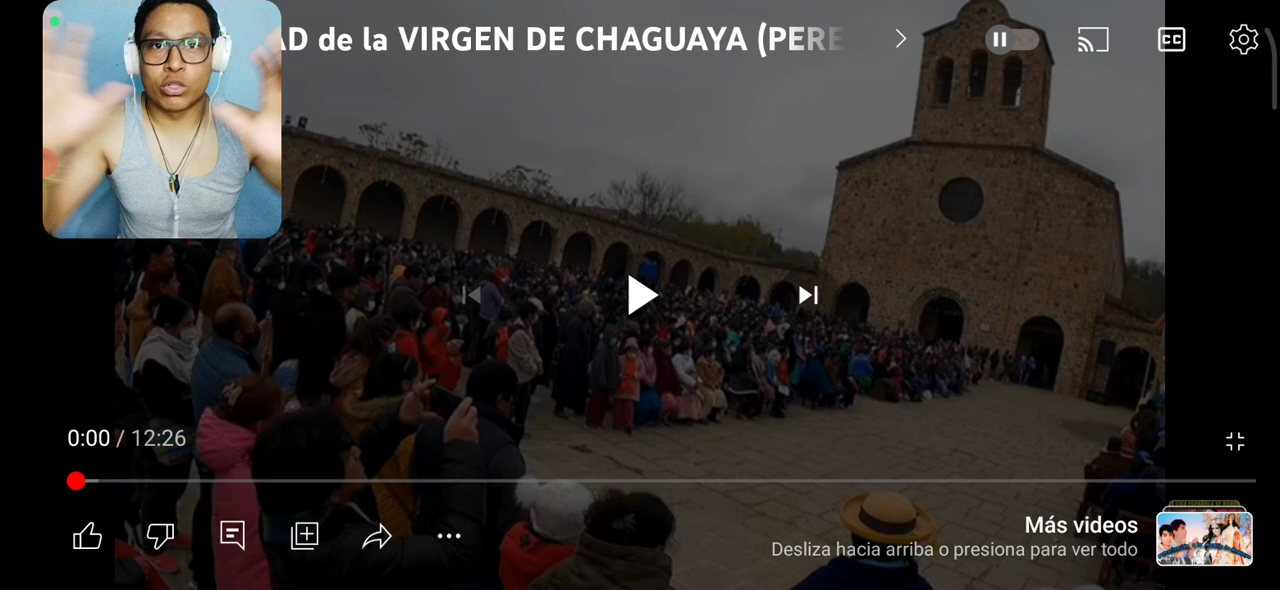 AD de la VIRGEN DE CHAGUAYA (PERE
CC
0:00 / 12:26
Más videos
Desliza hacia arriba o presiona para ver todo